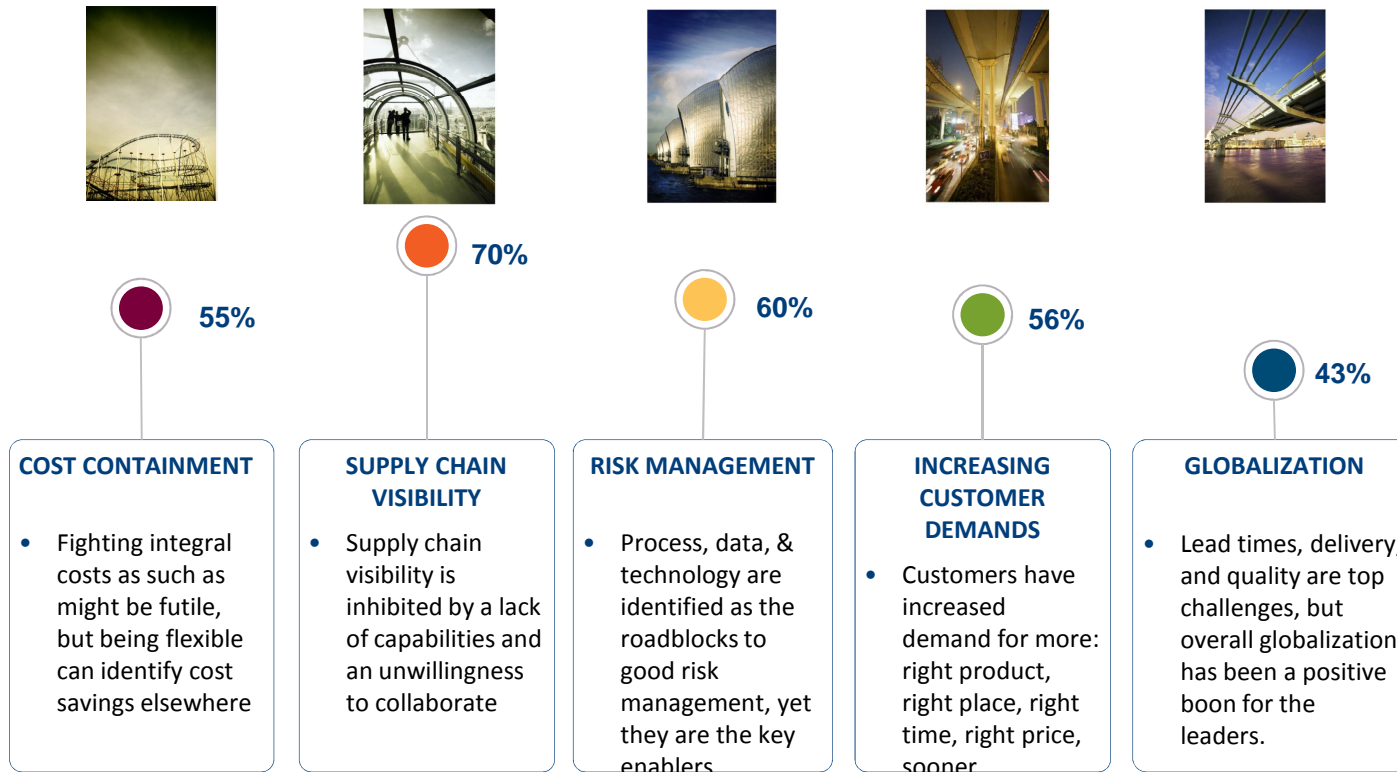 55%
70%
60%
56%
43%
COST CONTAINMENT
• Fighting integral
costs as such as
might be futile,
but being flexible
can identify cost
savings elsewhere
SUPPLY CHAIN
VISIBILITY
• Supply chain
visibility is
inhibited by a lack
of capabilities and
an unwillingness
to collaborate
RISK MANAGEMENT
• Process, data, &
technology are
identified as the
roadblocks to
good risk
management, yet
they are the key
enablers
INCREASING
CUSTOMER
DEMANDS
• Customers have
increased
demand for more:
right product,
right place, right
time, right price,
sooner
GLOBALIZATION
• Lead times, delivery,
and quality are top
challenges, but
overall globalization
has been a positive
boon for the
leaders.